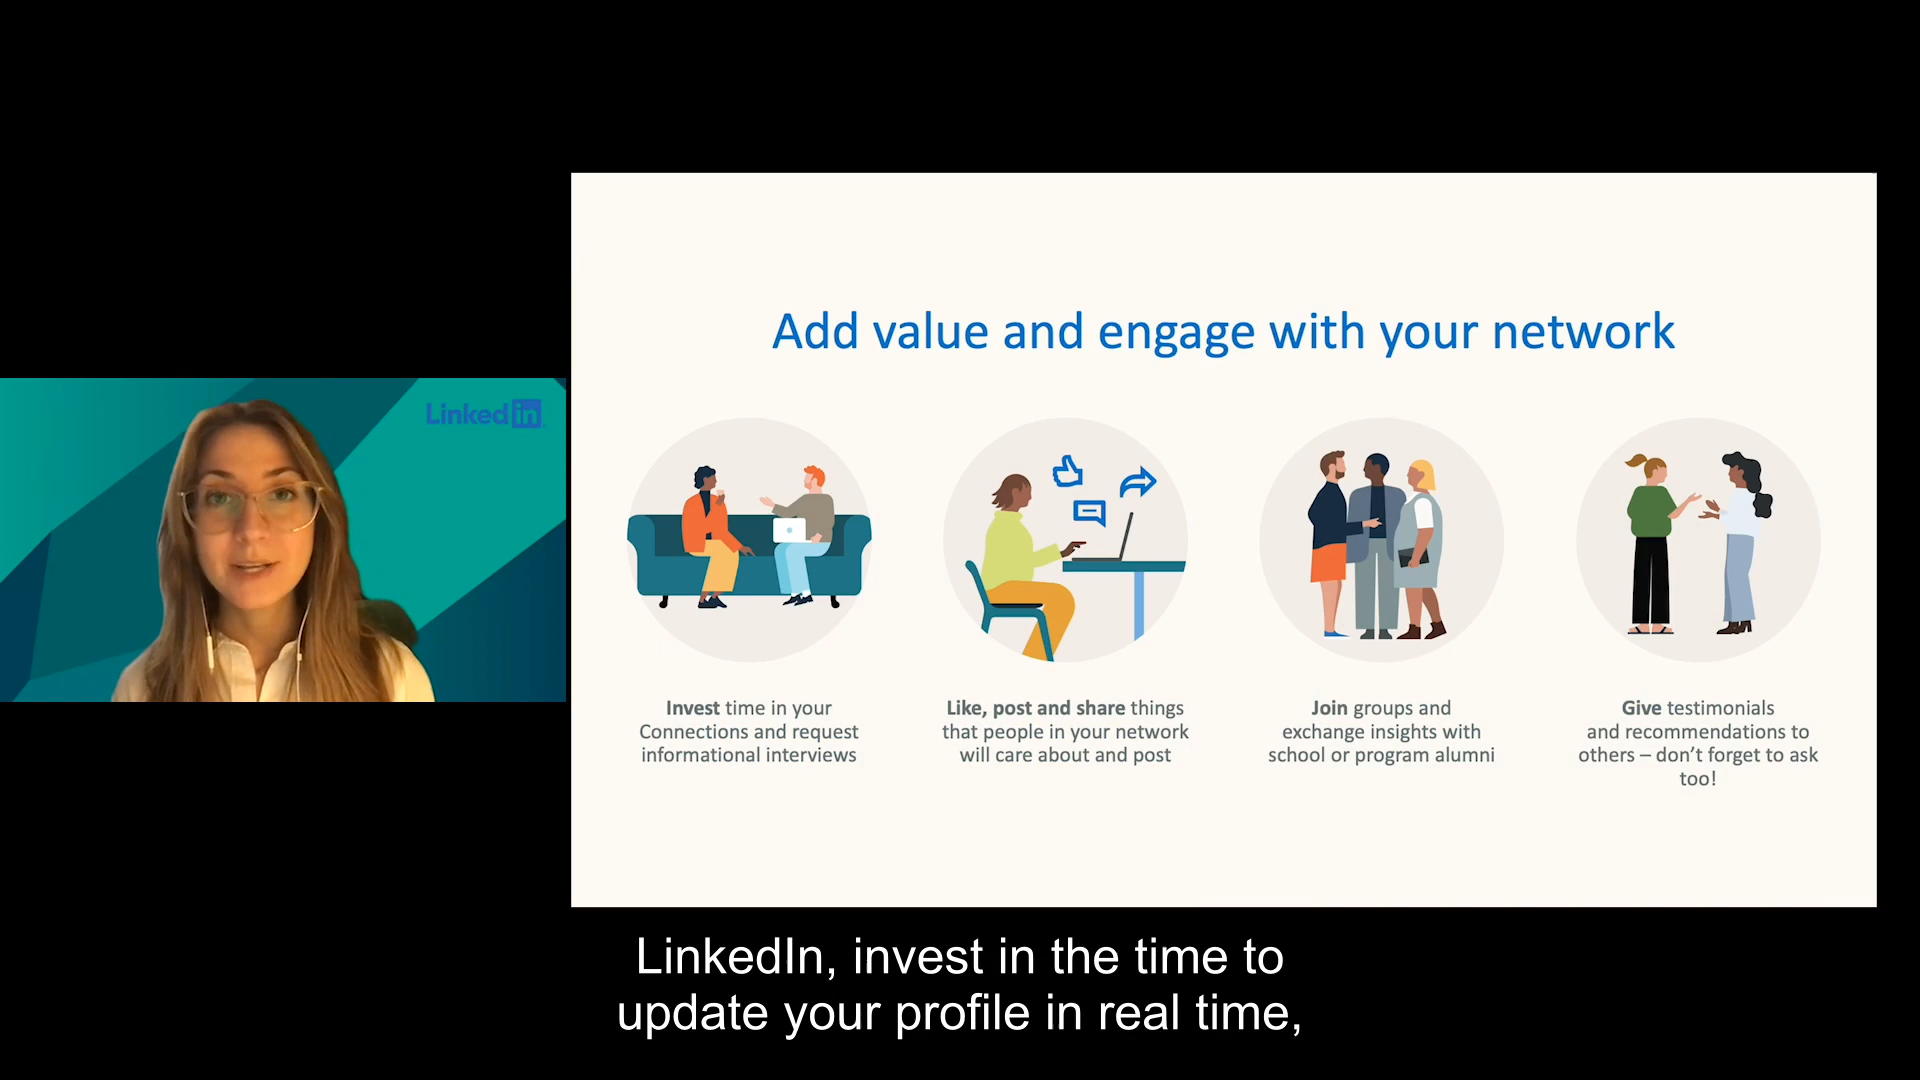 Add value and engage with your network
LinkedIn
Invest time in your
Connections and request
informational interviews
Like, post and share things
that people in your network
will care about and post
Join groups and
exchange insights with
school or program alumni
Give testimonials
and recommendations to
others – don’t forget to ask
too!
LinkedIn, invest in the time to
update your profile in real time,